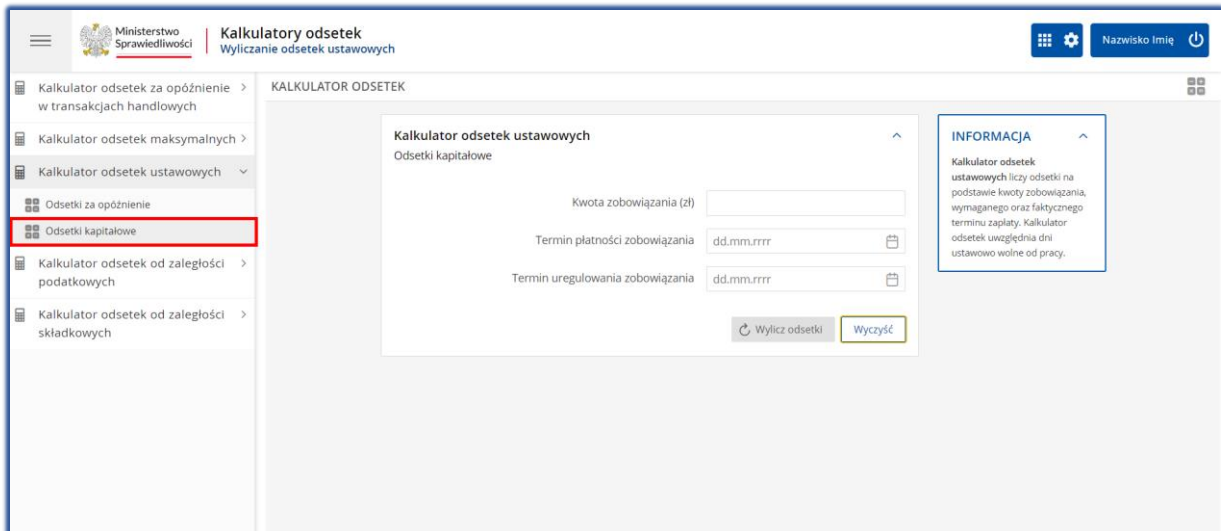 Ministerstwo
Sprawiedliwości
Kalkulatory odsetek
Wyliczanie odsetek ustawowych
Nazwisko Imię
Kalkulator odsetek za opóźnienie
w transakcjach handlowych
Kalkulator odsetek maksymalnych
Kalkulator odsetek ustawowych
Odsetki za opóźnienie
Odsetki kapitałowe
Kalkulator odsetek od zaległości
podatkowych
Kalkulator odsetek od zaległości
składkowych
KALKULATOR ODSETEK
Kalkulator odsetek ustawowych
Odsetki kapitałowe
Kwota zobowiązania (zł)
Termin płatności zobowiązania dd.mm.rrrr
Termin uregulowania zobowiązania dd.mm.rrrr
Wylicz odsetki Wyczyść
INFORMACJA
Kalkulator odsetek
ustawowych liczy odsetki na
podstawie kwoty zobowiązania,
wymaganego oraz faktycznego
terminu zapłaty. Kalkulator
odsetek uwzględnia dni
ustawowo wolne od pracy.